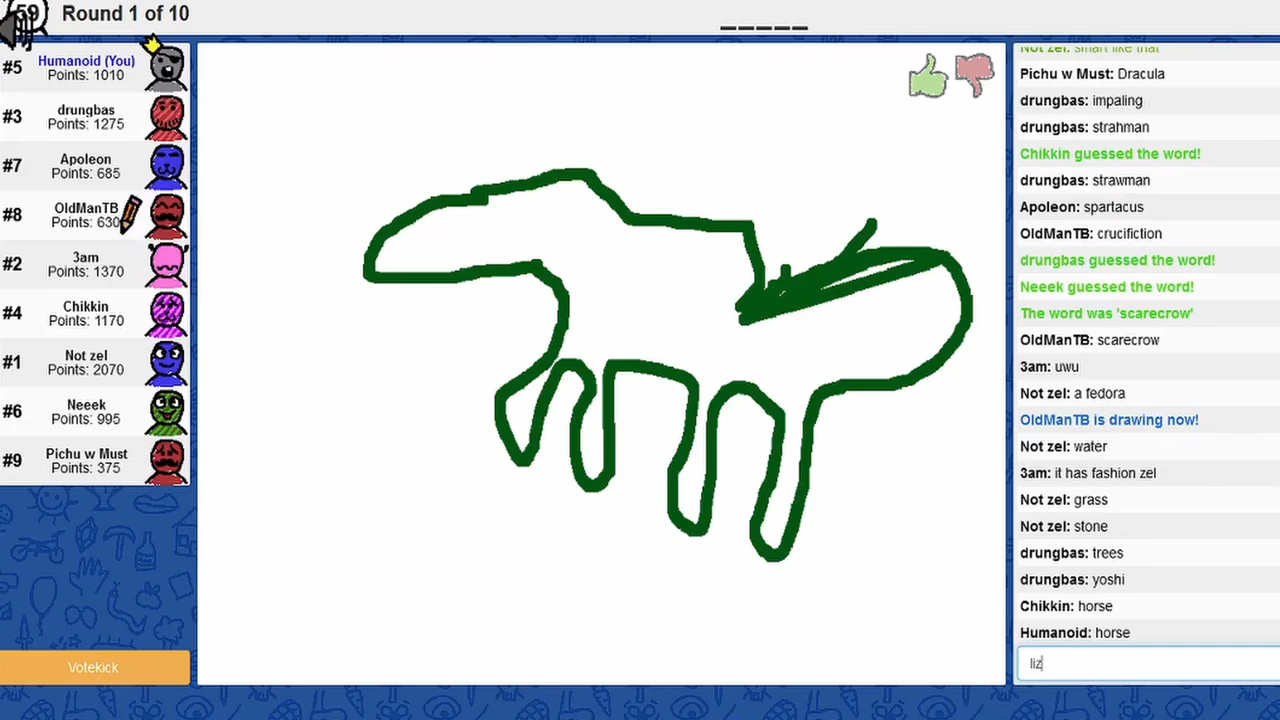 59
Round 1 of 10
_ _ _ _ _
#5
Humanoid (You)
Points: 1010
#3
drungbas
Points: 1275
#7
Apoleon
Points: 685
#8
OldManTB
Points: 630
#2
3am
Points: 1370
#4
Chikkin
Points: 1170
#1
Not zel
Points: 2070
#6
Neeek
Points: 995
#9
Pichu w Must
Points: 375
Votekick
Not zel: smart like that
Pichu w Must: Dracula
drungbas: impaling
drungbas: strahman
Chikkin guessed the word!
drungbas: strawman
Apoleon: spartacus
OldManTB: crucifiction
drungbas guessed the word!
Neeek guessed the word!
The word was 'scarecrow'
OldManTB: scarecrow
3am: uwu
Not zel: a fedora
OldManTB is drawing now!
Not zel: water
3am: it has fashion zel
Not zel: grass
Not zel: stone
drungbas: trees
drungbas: yoshi
Chikkin: horse
Humanoid: horse
liz